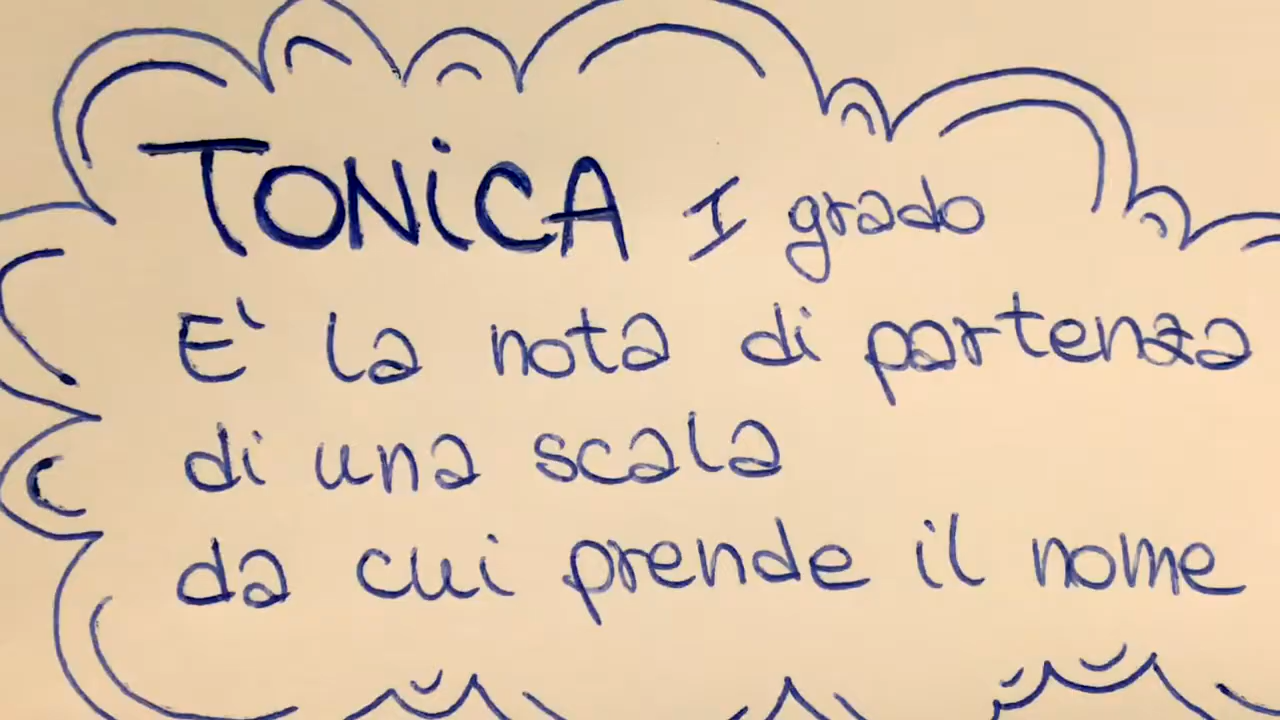 TONiCA I grado
E' la nota di partenza
di una scala
da cui prende il nome